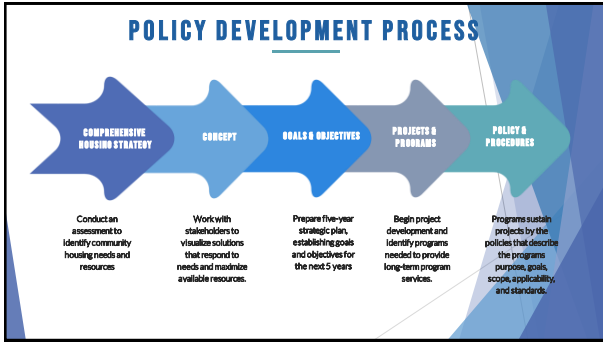 POLICY DEVELOPMENT PROCESS
COMPREHENSIVE
HOUSING STRATEGY
CONCEPT
GOALS & OBJECTIVES
PROJECTS &
PROGRAMS
POLICY &
PROCEDURES
Conduct an
assessment to
identify community
housing needs and
resources
Work with
stakeholders to
visualize solutions
that respond to
needs and maximize
available resources.
Prepare five-year
strategic plan,
establishing goals
and objectives for
the next 5 years
Begin project
development and
identify programs
needed to provide
long-term program
services.
Programs sustain
projects by the
policies that describe
the programs
purpose, goals,
scope, applicability,
and standards.